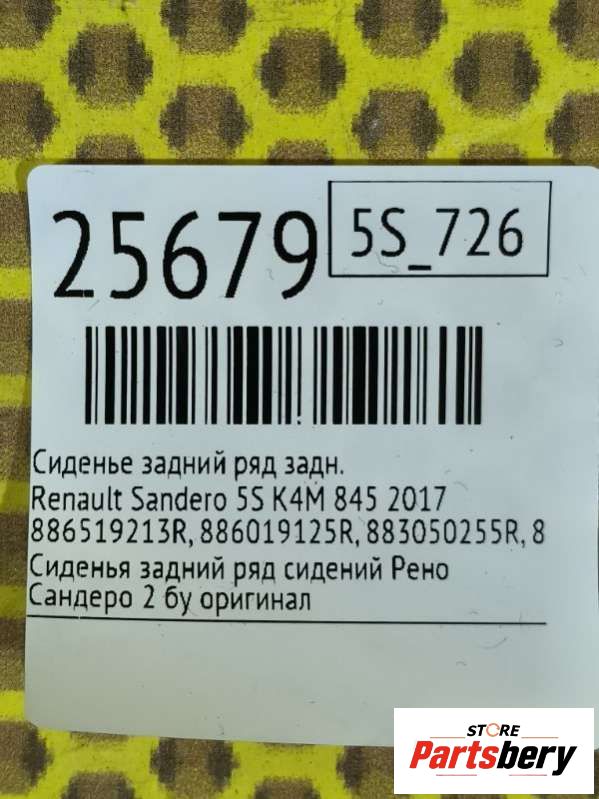 25679
5S_726
Сиденье задний ряд задн.
Renault Sandero 5S K4M 845 2017
886519213R, 886019125R, 883050255R, 8
Сиденья задний ряд сидений Рено
Сандеро 2 бу оригинал
STORE
Partsbery